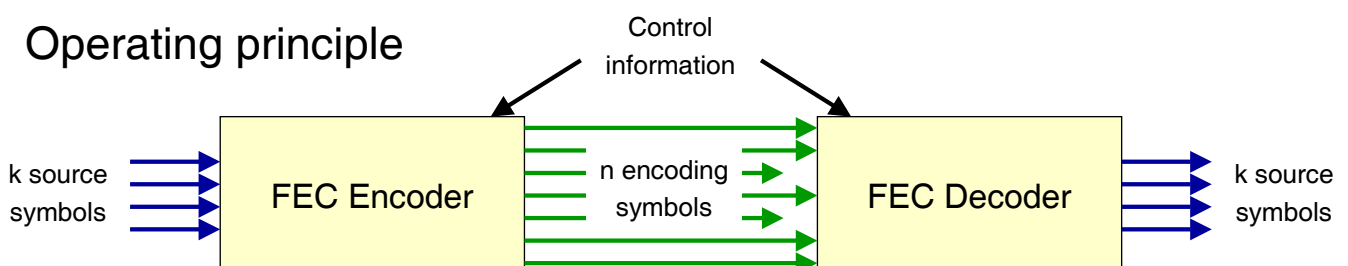 Operating principle
Control
information
k source
symbols
FEC Encoder
n encoding
symbols
FEC Decoder
k source
symbols